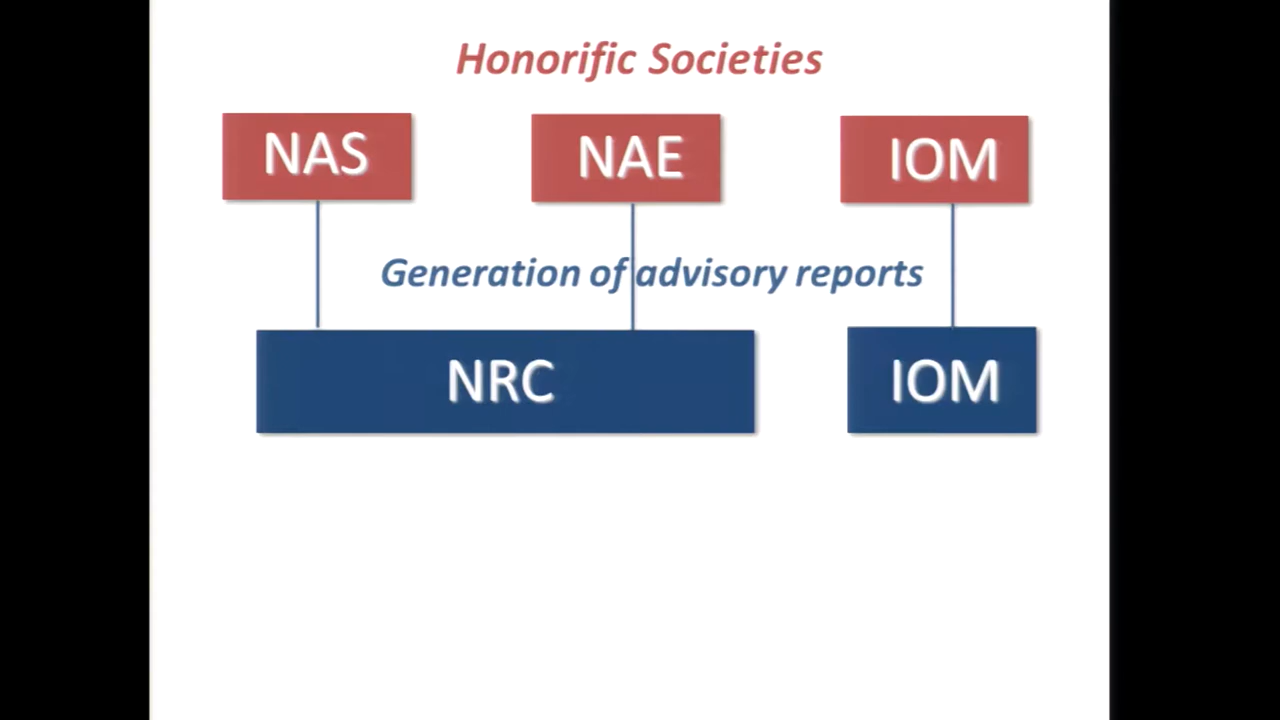 Honorific Societies
NAS
NAE
IOM
Generation of advisory reports
NRC
IOM